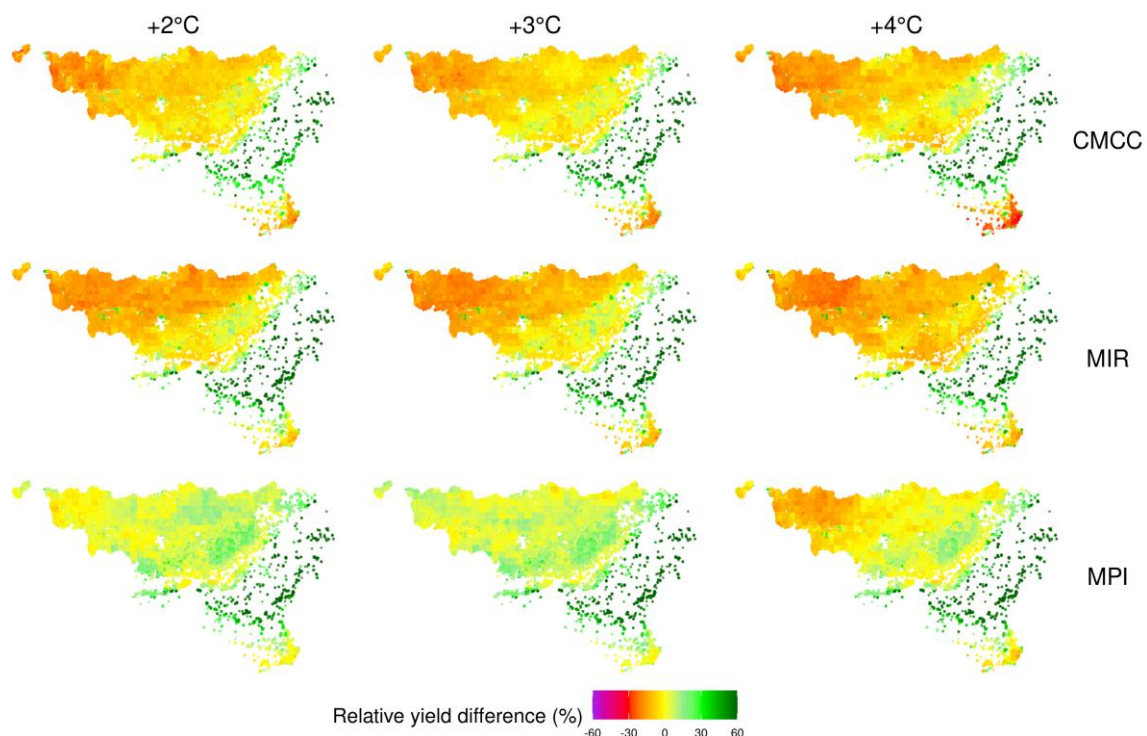 +2°C +3°C +4°C
CMCC
MIR
MPI
Relative yield difference (%)
-60 -30 0 30 60